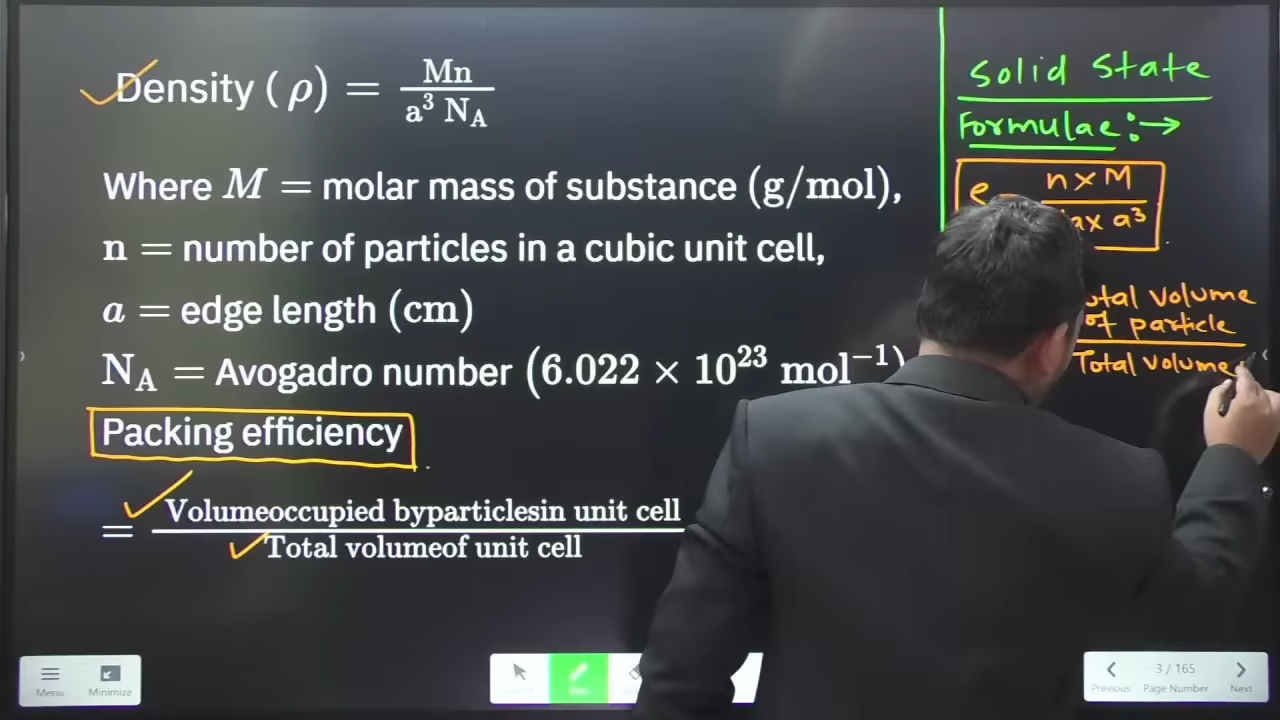 Density ( ρ ) = Mn / a³ N_A
Where M = molar mass of substance (g/mol),
n = number of particles in a cubic unit cell,
a = edge length (cm)
N_A = Avogadro number (6.022 × 10²³ mol⁻¹)
Packing efficiency
= Volumeoccupied byparticlesin unit cell
Total volumeof unit cell
Solid State
Formulae :→
n × M
a³
volume
of particle
Total volume
Menu
Minimize
3 / 165
Previous
Page Number
Next